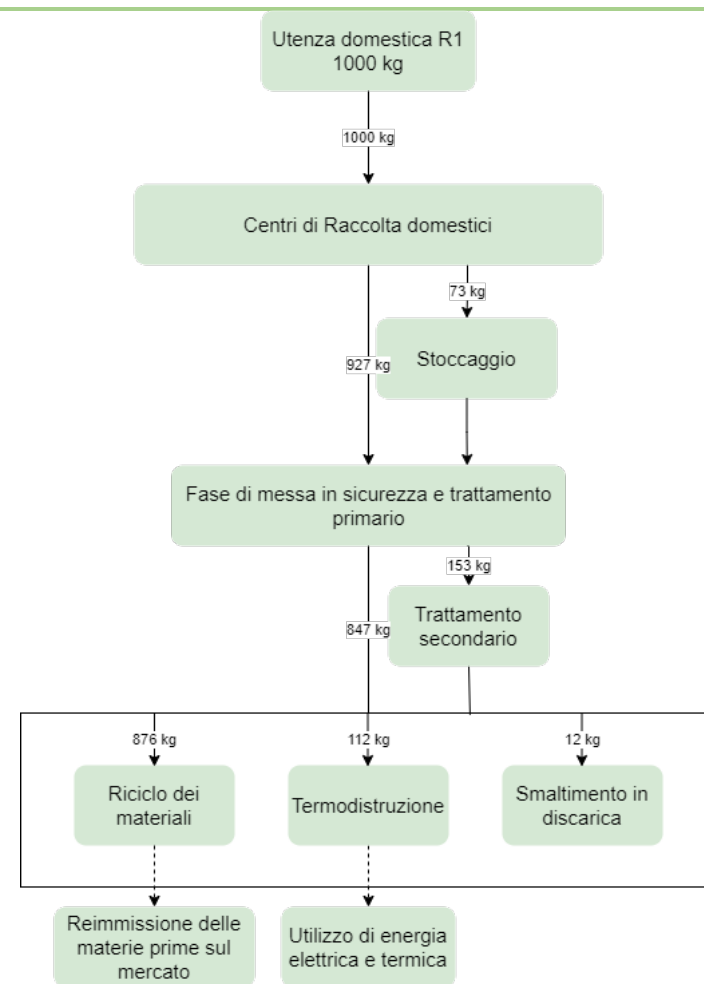 Utenza domestica R1
1000 kg
1000 kg
Centri di Raccolta domestici
73 kg
927 kg
Stoccaggio
Fase di messa in sicurezza e trattamento
primario
153 kg
847 kg
Trattamento
secondario
876 kg
112 kg
12 kg
Riciclo dei
materiali
Termodistruzione
Smaltimento in
discarica
Reimmissione delle
materie prime sul
mercato
Utilizzo di energia
elettrica e termica